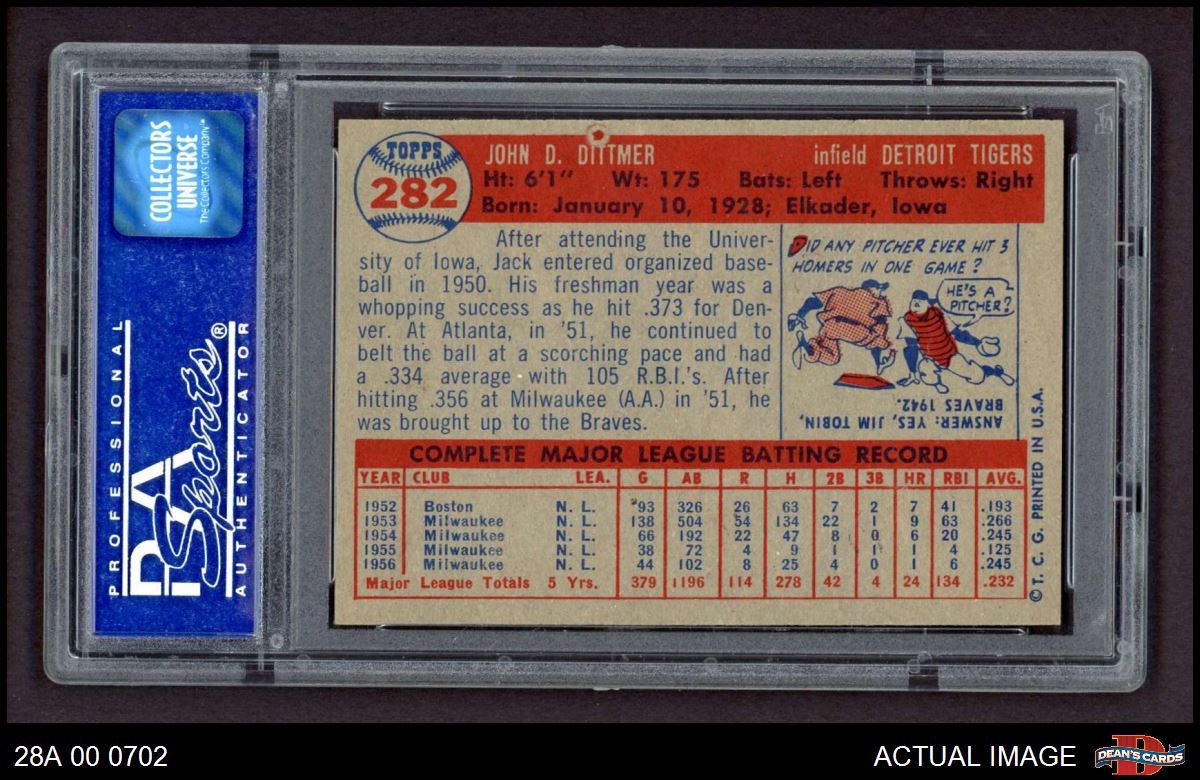 COLLECTORS
UNIVERSE
The Collectors Company™
PROFESSIONAL
PSA
Sports®
AUTHENTICATOR
TOPPS
282
JOHN D. DITTMER infield DETROIT TIGERS
Ht: 6'1" Wt: 175 Bats: Left Throws: Right
Born: January 10, 1928; Elkader, Iowa
After attending the Univer-
sity of Iowa, Jack entered organized base-
ball in 1950. His freshman year was a
whopping success as he hit .373 for Den-
ver. At Atlanta, in '51, he continued to
belt the ball at a scorching pace and had
a .334 average with 105 R.B.I.'s. After
hitting .356 at Milwaukee (A.A.) in '51, he
was brought up to the Braves.
DID ANY PITCHER EVER HIT 3
HOMERS IN ONE GAME?
HE'S A
PITCHER?
ANSWER: YES, JIM TOBIN,
BRAVES 1942.
COMPLETE MAJOR LEAGUE BATTING RECORD
YEAR CLUB LEA. G AB R H 2B 3B HR RBI AVG.
1952 Boston N. L. 93 326 26 63 7 2 7 41 .193
1953 Milwaukee N. L. 138 504 54 134 22 1 9 63 .266
1954 Milwaukee N. L. 66 192 22 47 8 0 6 20 .245
1955 Milwaukee N. L. 38 72 4 9 1 1 1 4 .125
1956 Milwaukee N. L. 44 102 8 25 4 0 1 6 .245
Major League Totals 5 Yrs. 379 1196 114 278 42 4 24 134 .232
© T. C. G. PRINTED IN U.S.A.
PSA
28A 00 0702
ACTUAL IMAGE
D
DEAN'S CARDS